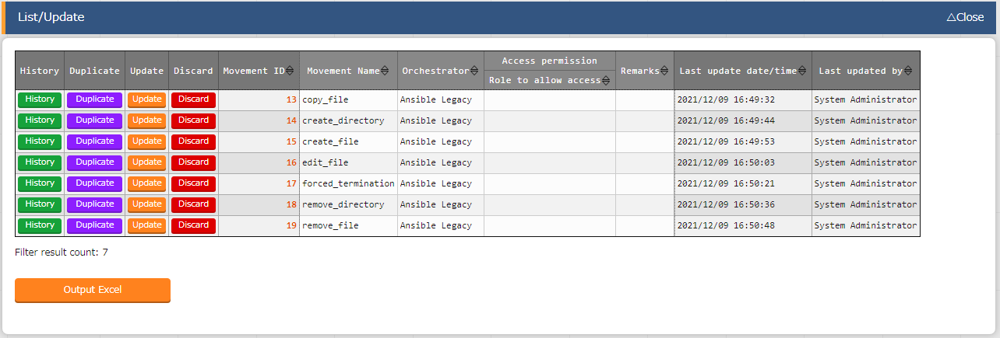 List/Update △Close
Access permission
History Duplicate Update Discard Movement ID Movement Name Orchestrator Role to allow access Remarks Last update date/time Last updated by
History Duplicate Update Discard 13 copy_file Ansible Legacy 2021/12/09 16:49:32 System Administrator
History Duplicate Update Discard 14 create_directory Ansible Legacy 2021/12/09 16:49:44 System Administrator
History Duplicate Update Discard 15 create_file Ansible Legacy 2021/12/09 16:49:53 System Administrator
History Duplicate Update Discard 16 edit_file Ansible Legacy 2021/12/09 16:50:03 System Administrator
History Duplicate Update Discard 17 forced_termination Ansible Legacy 2021/12/09 16:50:21 System Administrator
History Duplicate Update Discard 18 remove_directory Ansible Legacy 2021/12/09 16:50:36 System Administrator
History Duplicate Update Discard 19 remove_file Ansible Legacy 2021/12/09 16:50:48 System Administrator
Filter result count: 7
Output Excel